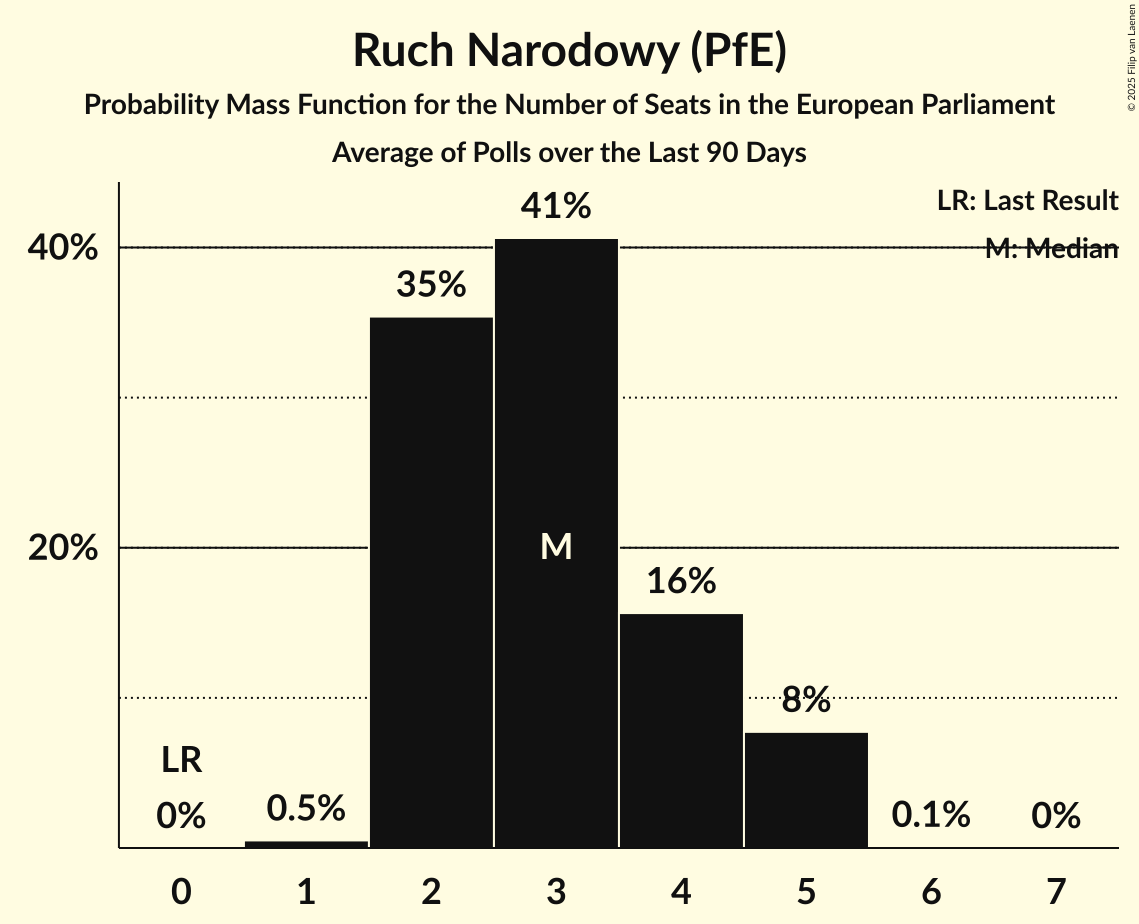 Ruch Narodowy (PfE)
Probability Mass Function for the Number of Seats in the European Parliament
Average of Polls over the Last 90 Days
© 2025 Filip van Laenen
LR: Last Result
M: Median
41%
40%
35%
M
20%
16%
8%
LR
0%
0.5%
0.1%
0%
0 1 2 3 4 5 6 7